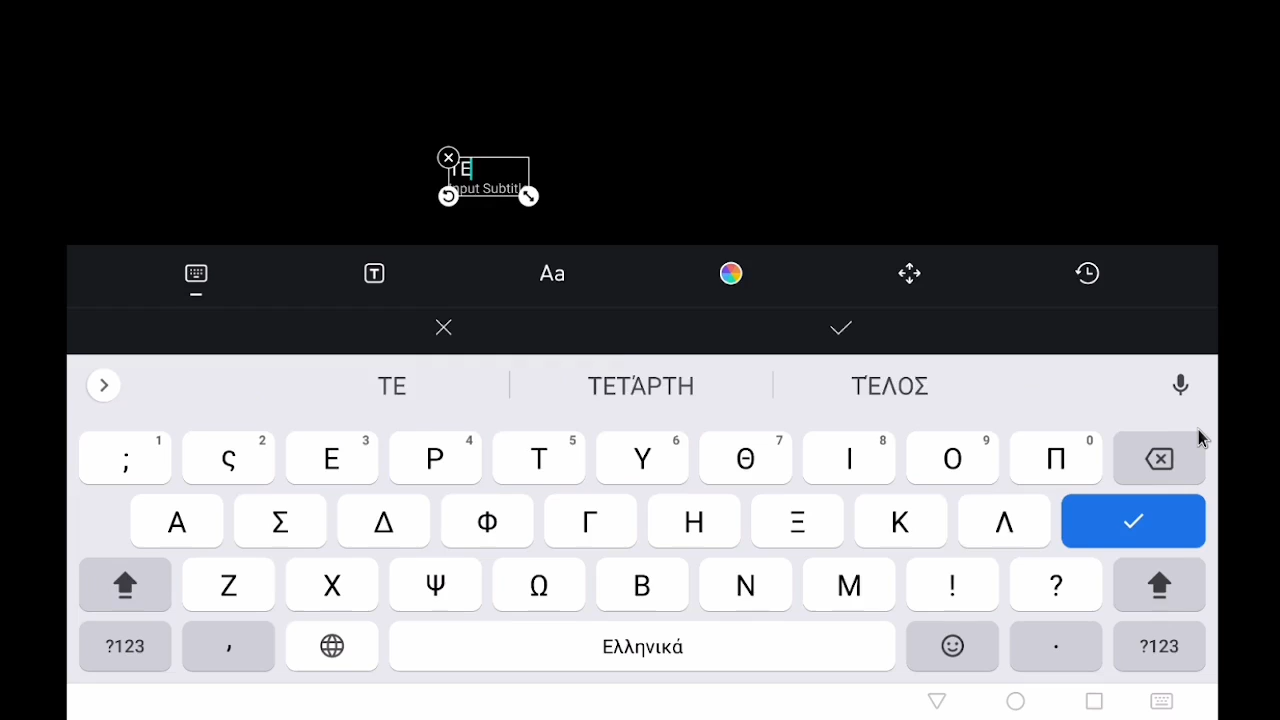 ΤΕ
Input Subtitle
Aa
ΤΕ ΤΕΤΆΡΤΗ ΤΈΛΟΣ
; 1 ς 2 Ε 3 Ρ 4 Τ 5 Υ 6 Θ 7 Ι 8 Ο 9 Π 0
Α Σ Δ Φ Γ Η Ξ Κ Λ
Ζ Χ Ψ Ω Β Ν Μ ! ?
?123 , Ελληνικά . ?123